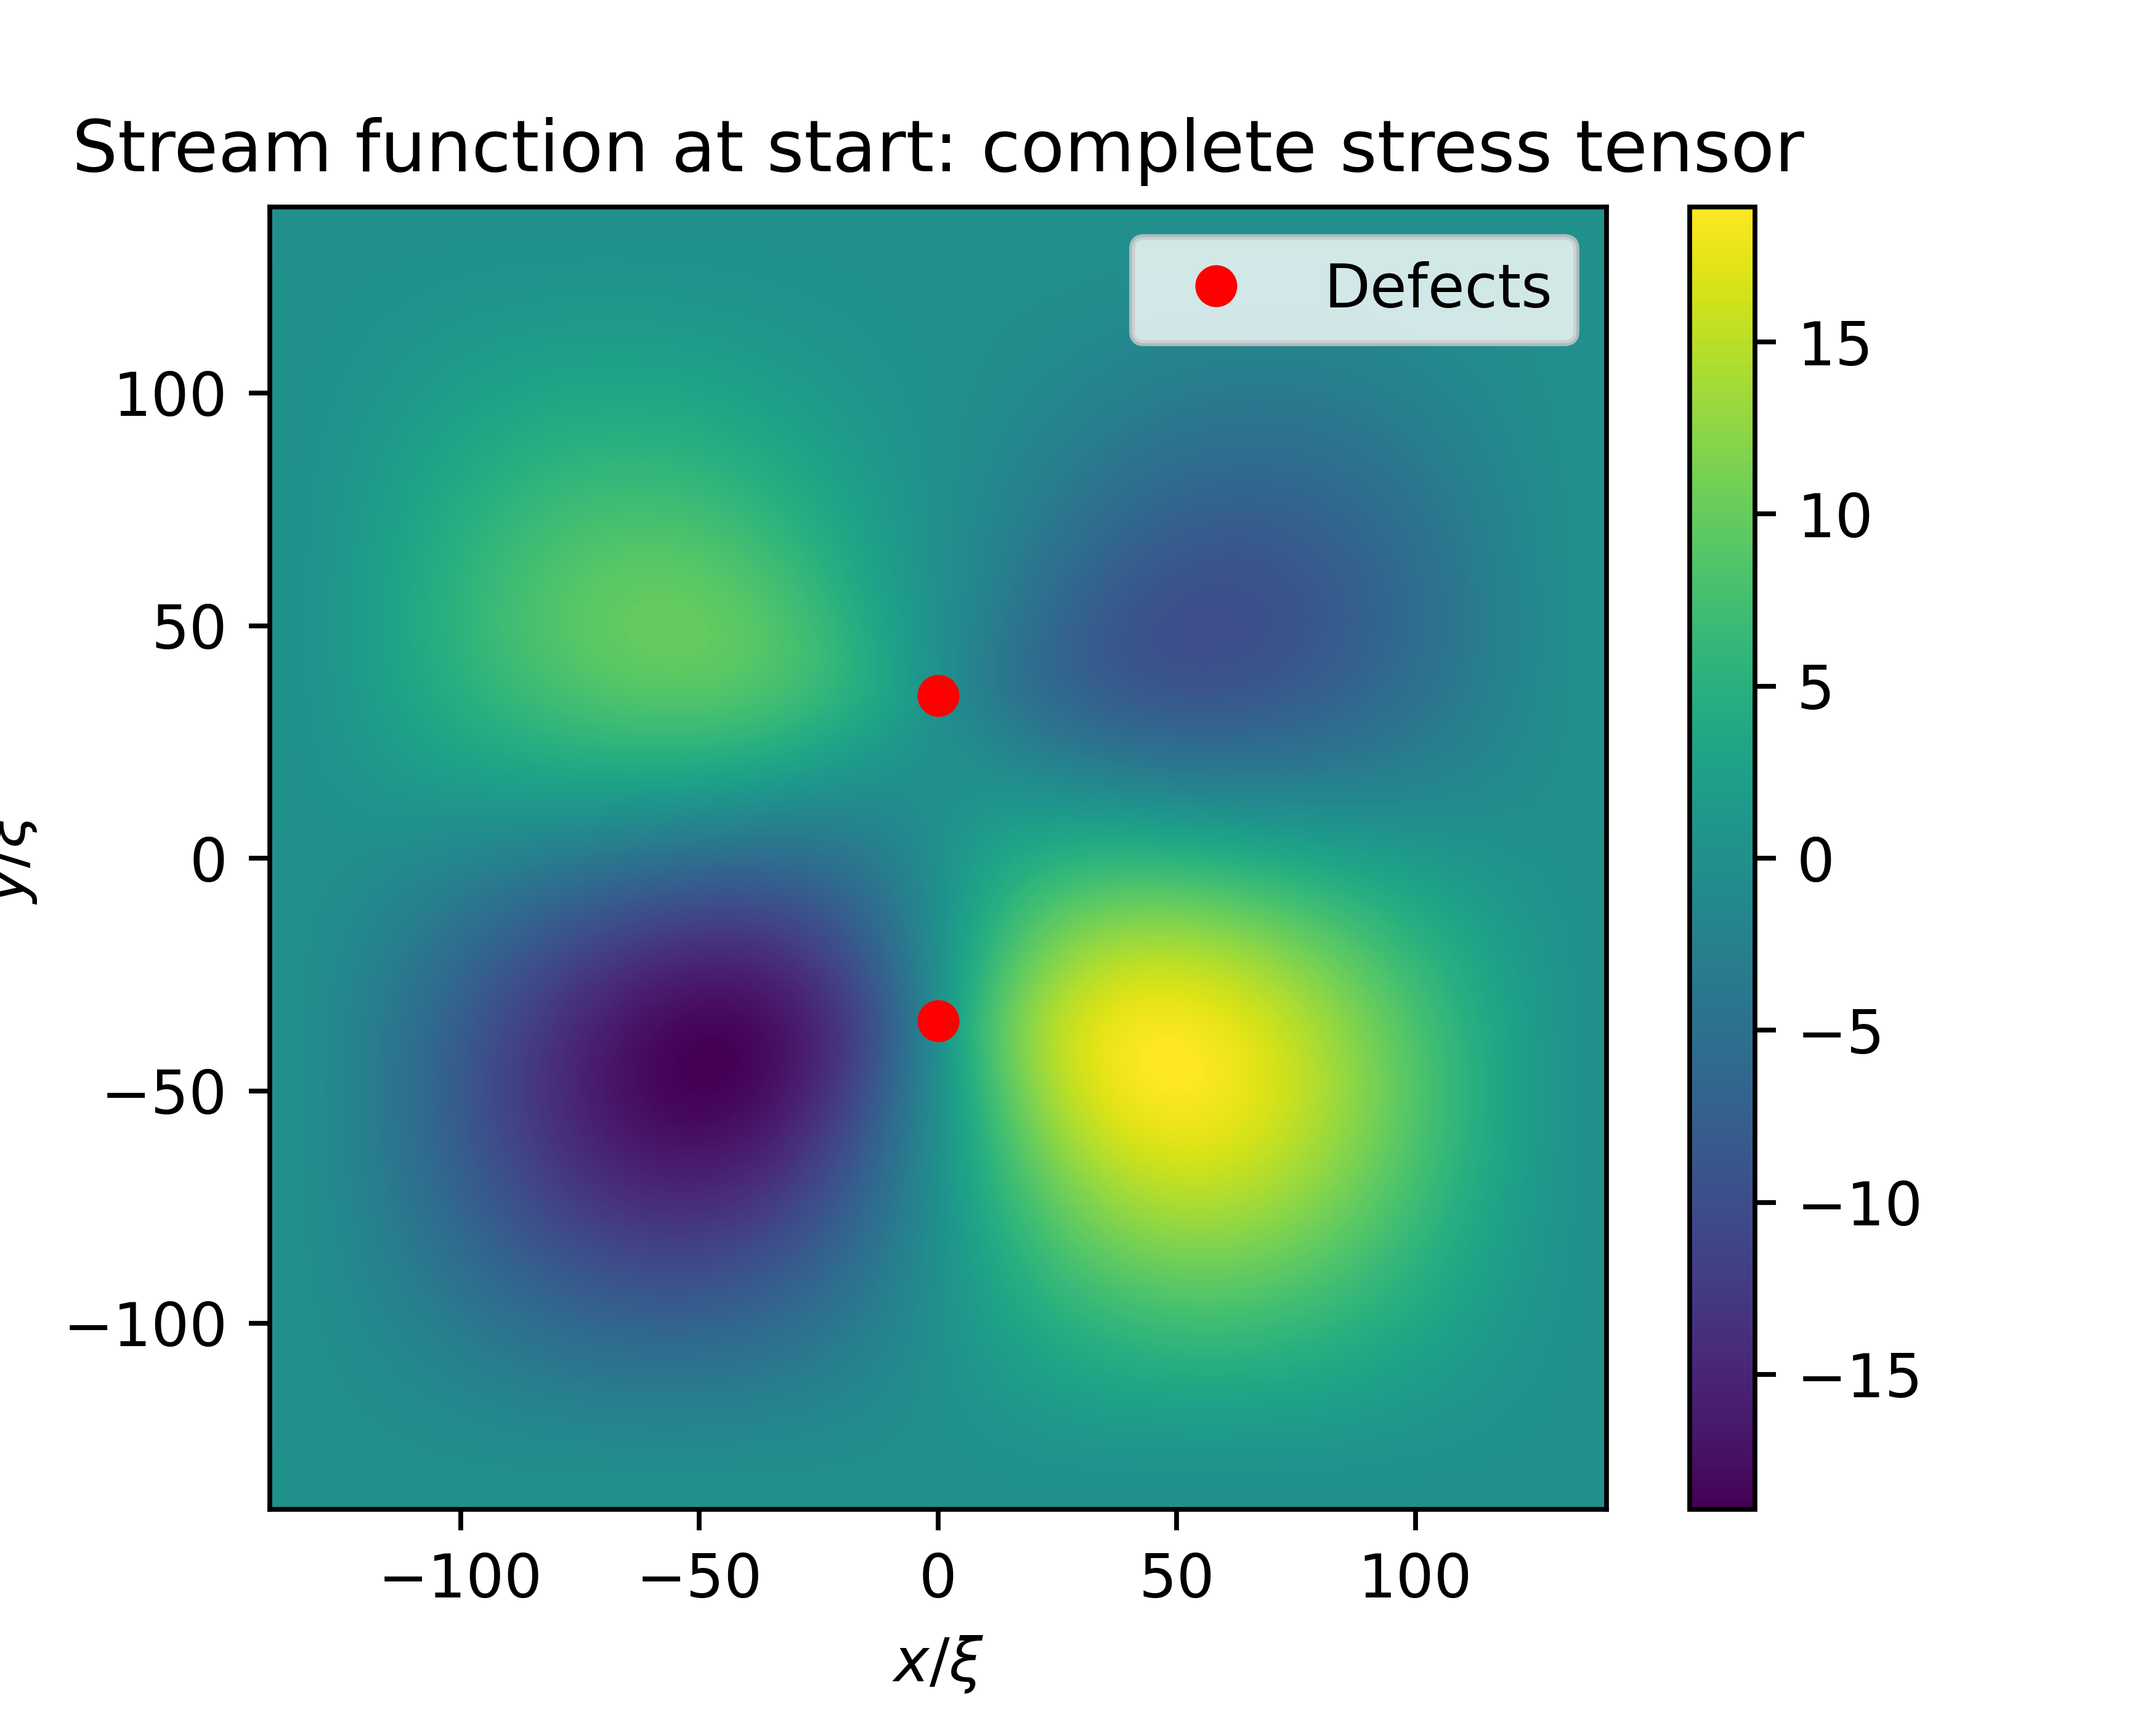 Stream function at start: complete stress tensor
Defects
100
50
0
−50
−100
y/ξ
−100 −50 0 50 100
x/ξ
15
10
5
0
−5
−10
−15